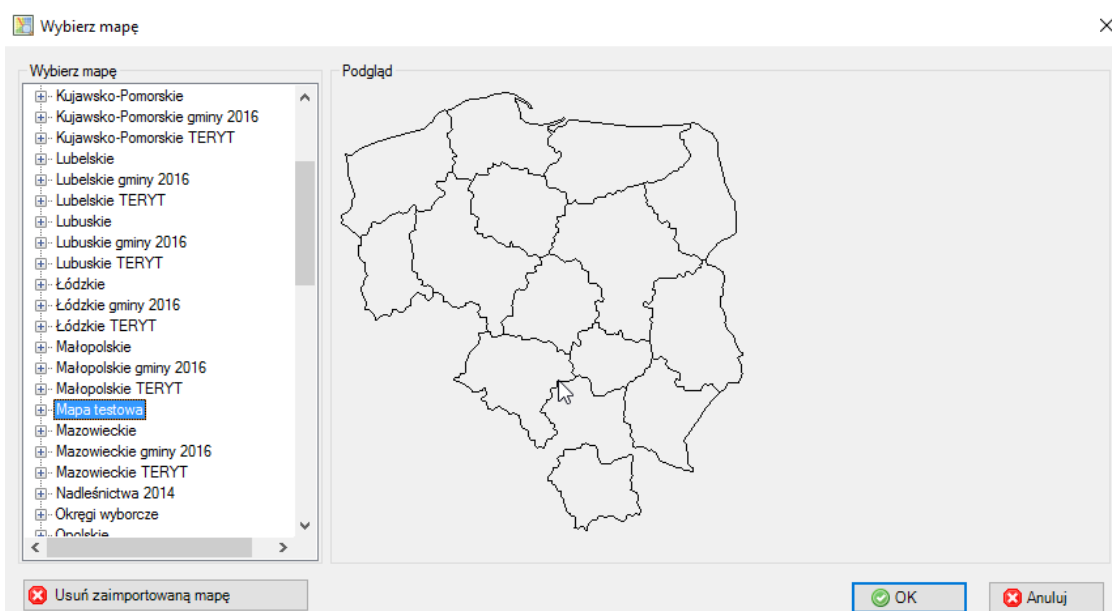 Wybierz mapę
Wybierz mapę
Podgląd
Kujawsko-Pomorskie
Kujawsko-Pomorskie gminy 2016
Kujawsko-Pomorskie TERYT
Lubelskie
Lubelskie gminy 2016
Lubelskie TERYT
Lubuskie
Lubuskie gminy 2016
Lubuskie TERYT
Łódzkie
Łódzkie gminy 2016
Łódzkie TERYT
Małopolskie
Małopolskie gminy 2016
Małopolskie TERYT
Mapa testowa
Mazowieckie
Mazowieckie gminy 2016
Mazowieckie TERYT
Nadleśnictwa 2014
Okręgi wyborcze
Opolskie
Usuń zaimportowaną mapę
OK
Anuluj